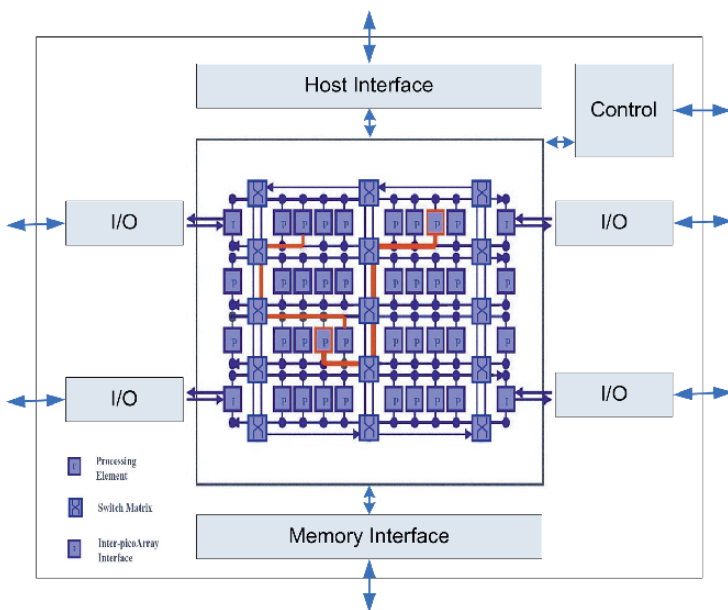 Host Interface
Control
I/O
I/O
I P P P P P P P P I
P P P P P P P P P P
P P P P P P P P P P
I P P P P P P P P I
I/O
I/O
P Processing
Element
Switch Matrix
I Inter-picoArray
Interface
Memory Interface